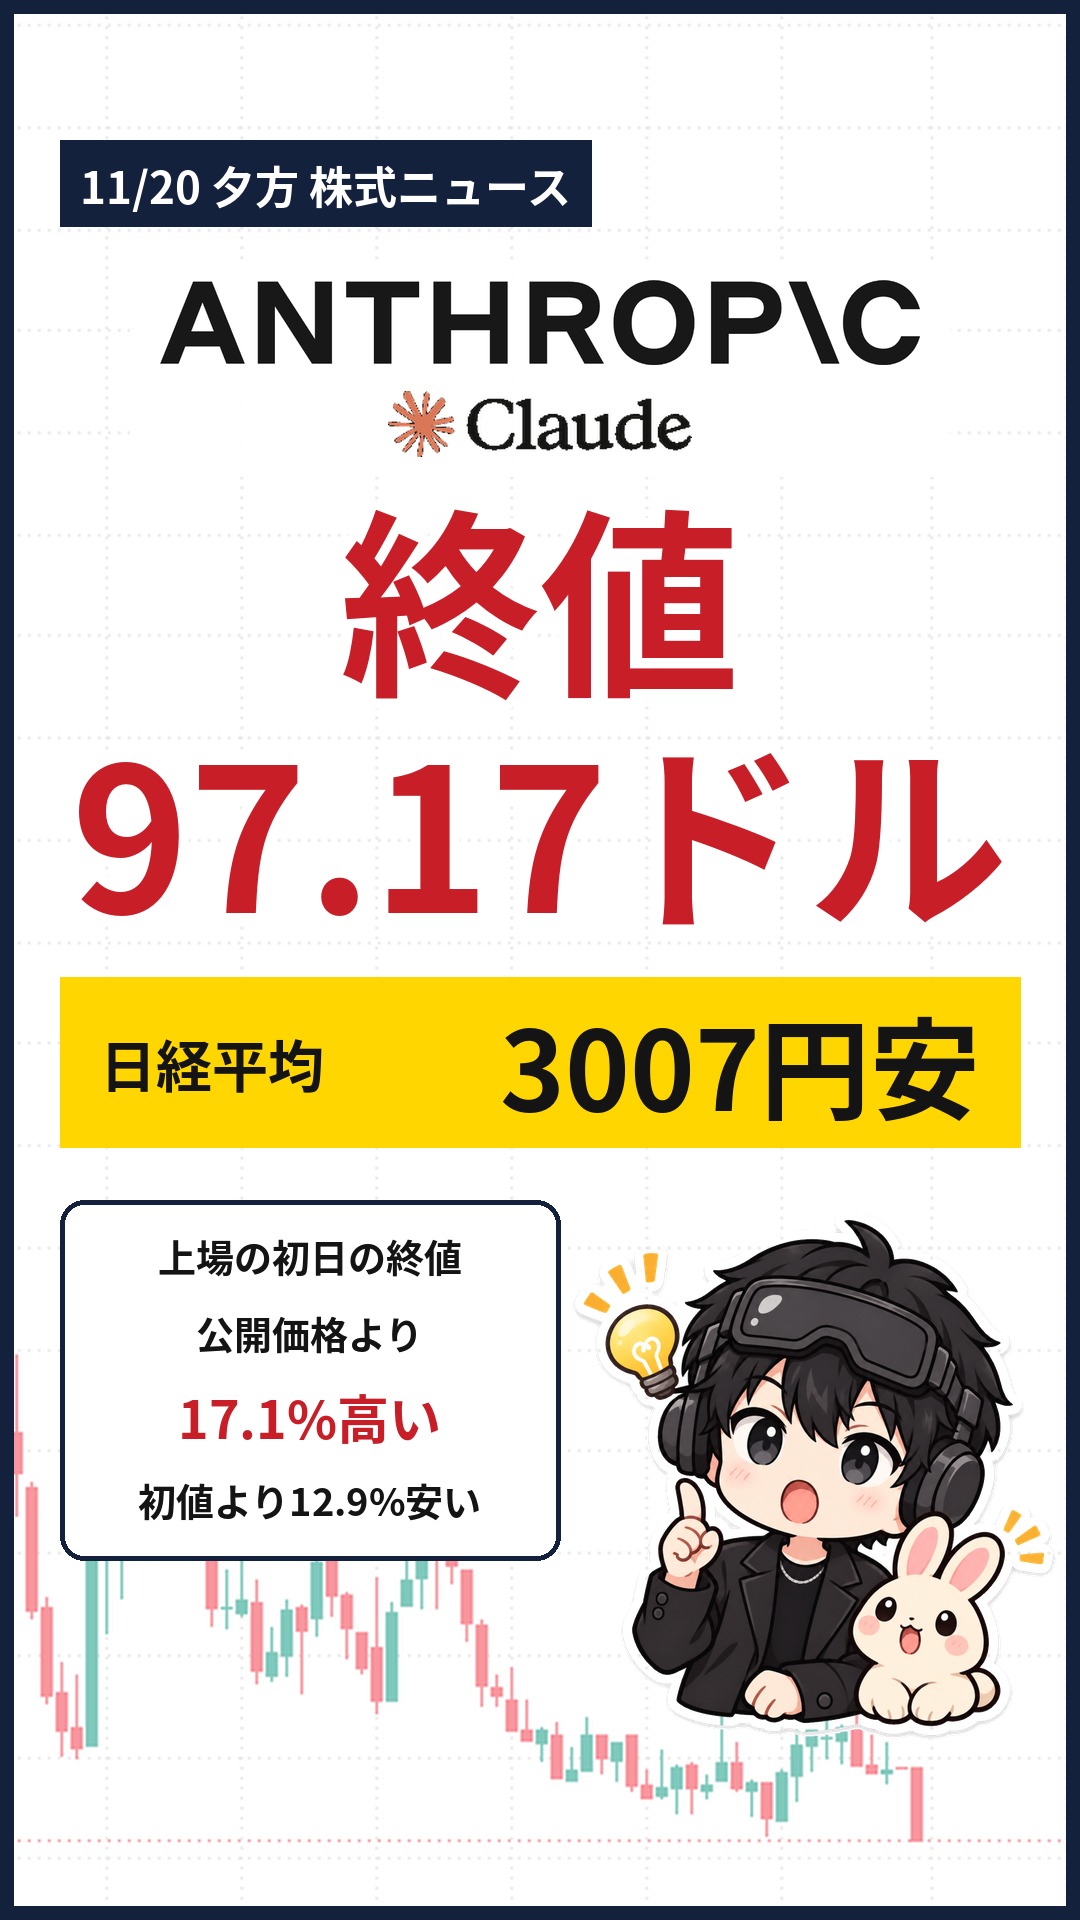 11/20 夕方 株式ニュース
ANTHROP\C
Claude
終値
97.17ドル
日経平均 3007円安
上場の初日の終値
公開価格より
17.1%高い
初値より12.9%安い